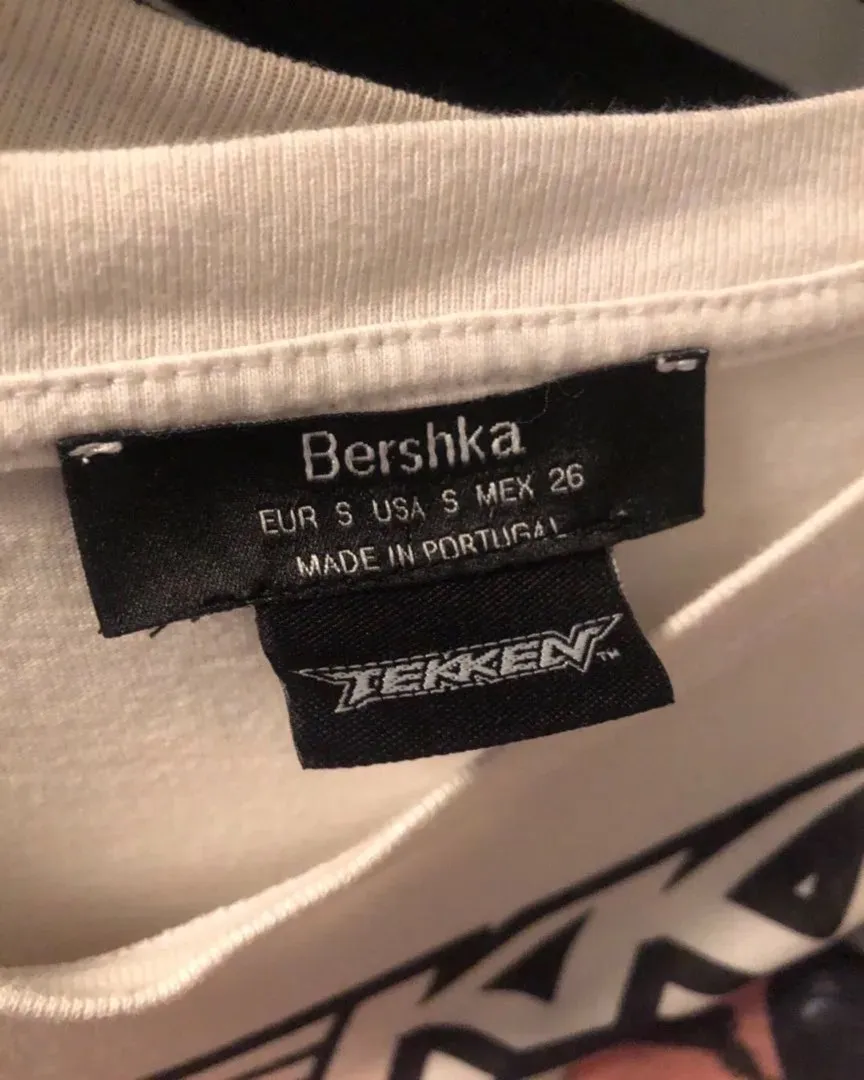 Bershka
EUR S USA S MEX 26
MADE IN PORTUGAL
TEKKEN™